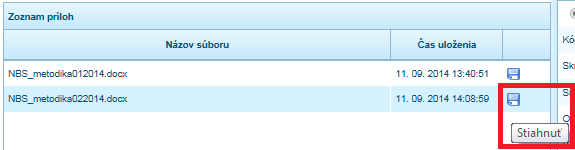 Zoznam príloh
Názov súboru Čas uloženia
NBS_metodika012014.docx 11. 09. 2014 13:40:51
NBS_metodika022014.docx 11. 09. 2014 14:08:59
Stiahnuť